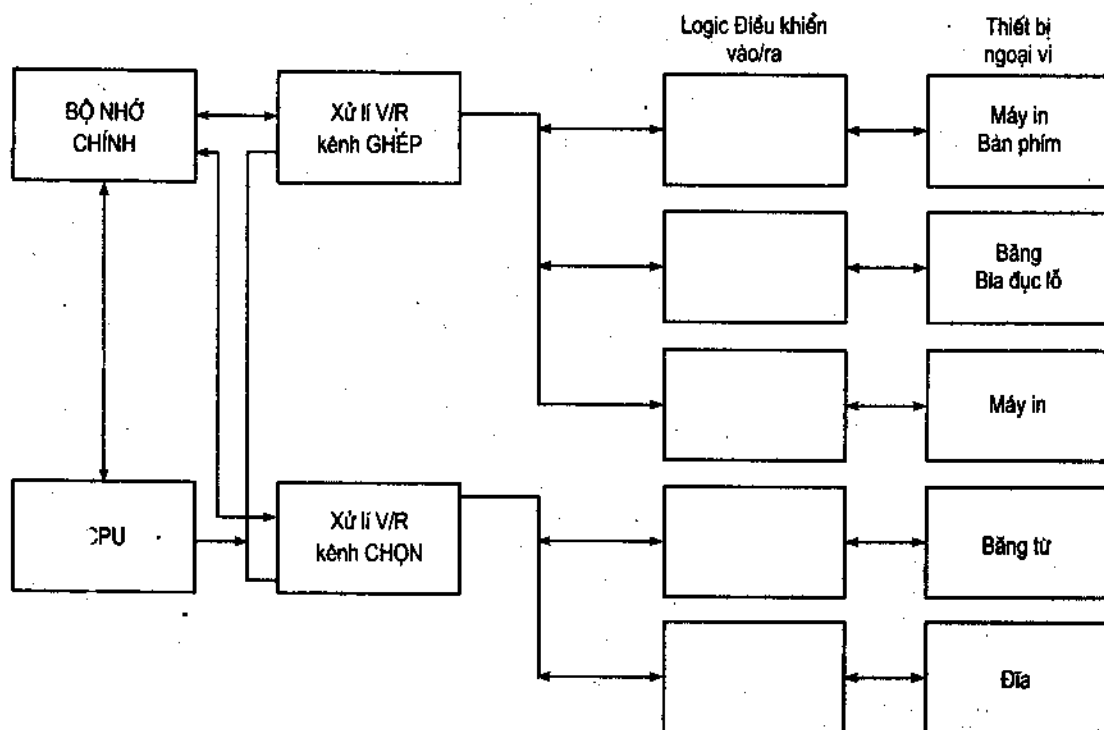 Logic Điều khiển
vào/ra
Thiết bị
ngoại vi
BỘ NHỚ
CHÍNH
Xử lí V/R
kênh GHÉP
Máy in
Bàn phím
Băng
Bìa đục lỗ
Máy in
CPU
Xử lí V/R
kênh CHỌN
Băng từ
Đĩa